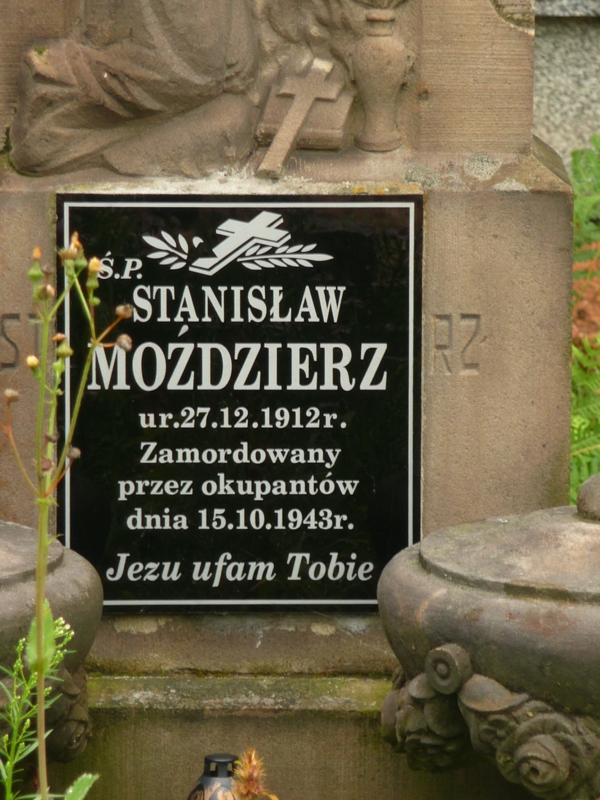 Ś.P.
STANISŁAW
MOŹDZIERZ
ur.27.12.1912r.
Zamordowany
przez okupantów
dnia 15.10.1943r.
Jezu ufam Tobie